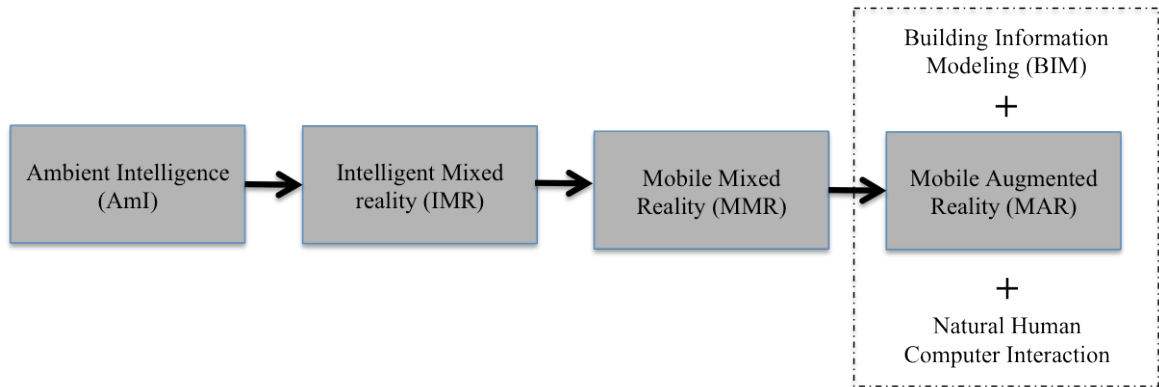 Ambient Intelligence
(AmI)
Intelligent Mixed
reality (IMR)
Mobile Mixed
Reality (MMR)
Building Information
Modeling (BIM)
+
Mobile Augmented
Reality (MAR)
+
Natural Human
Computer Interaction